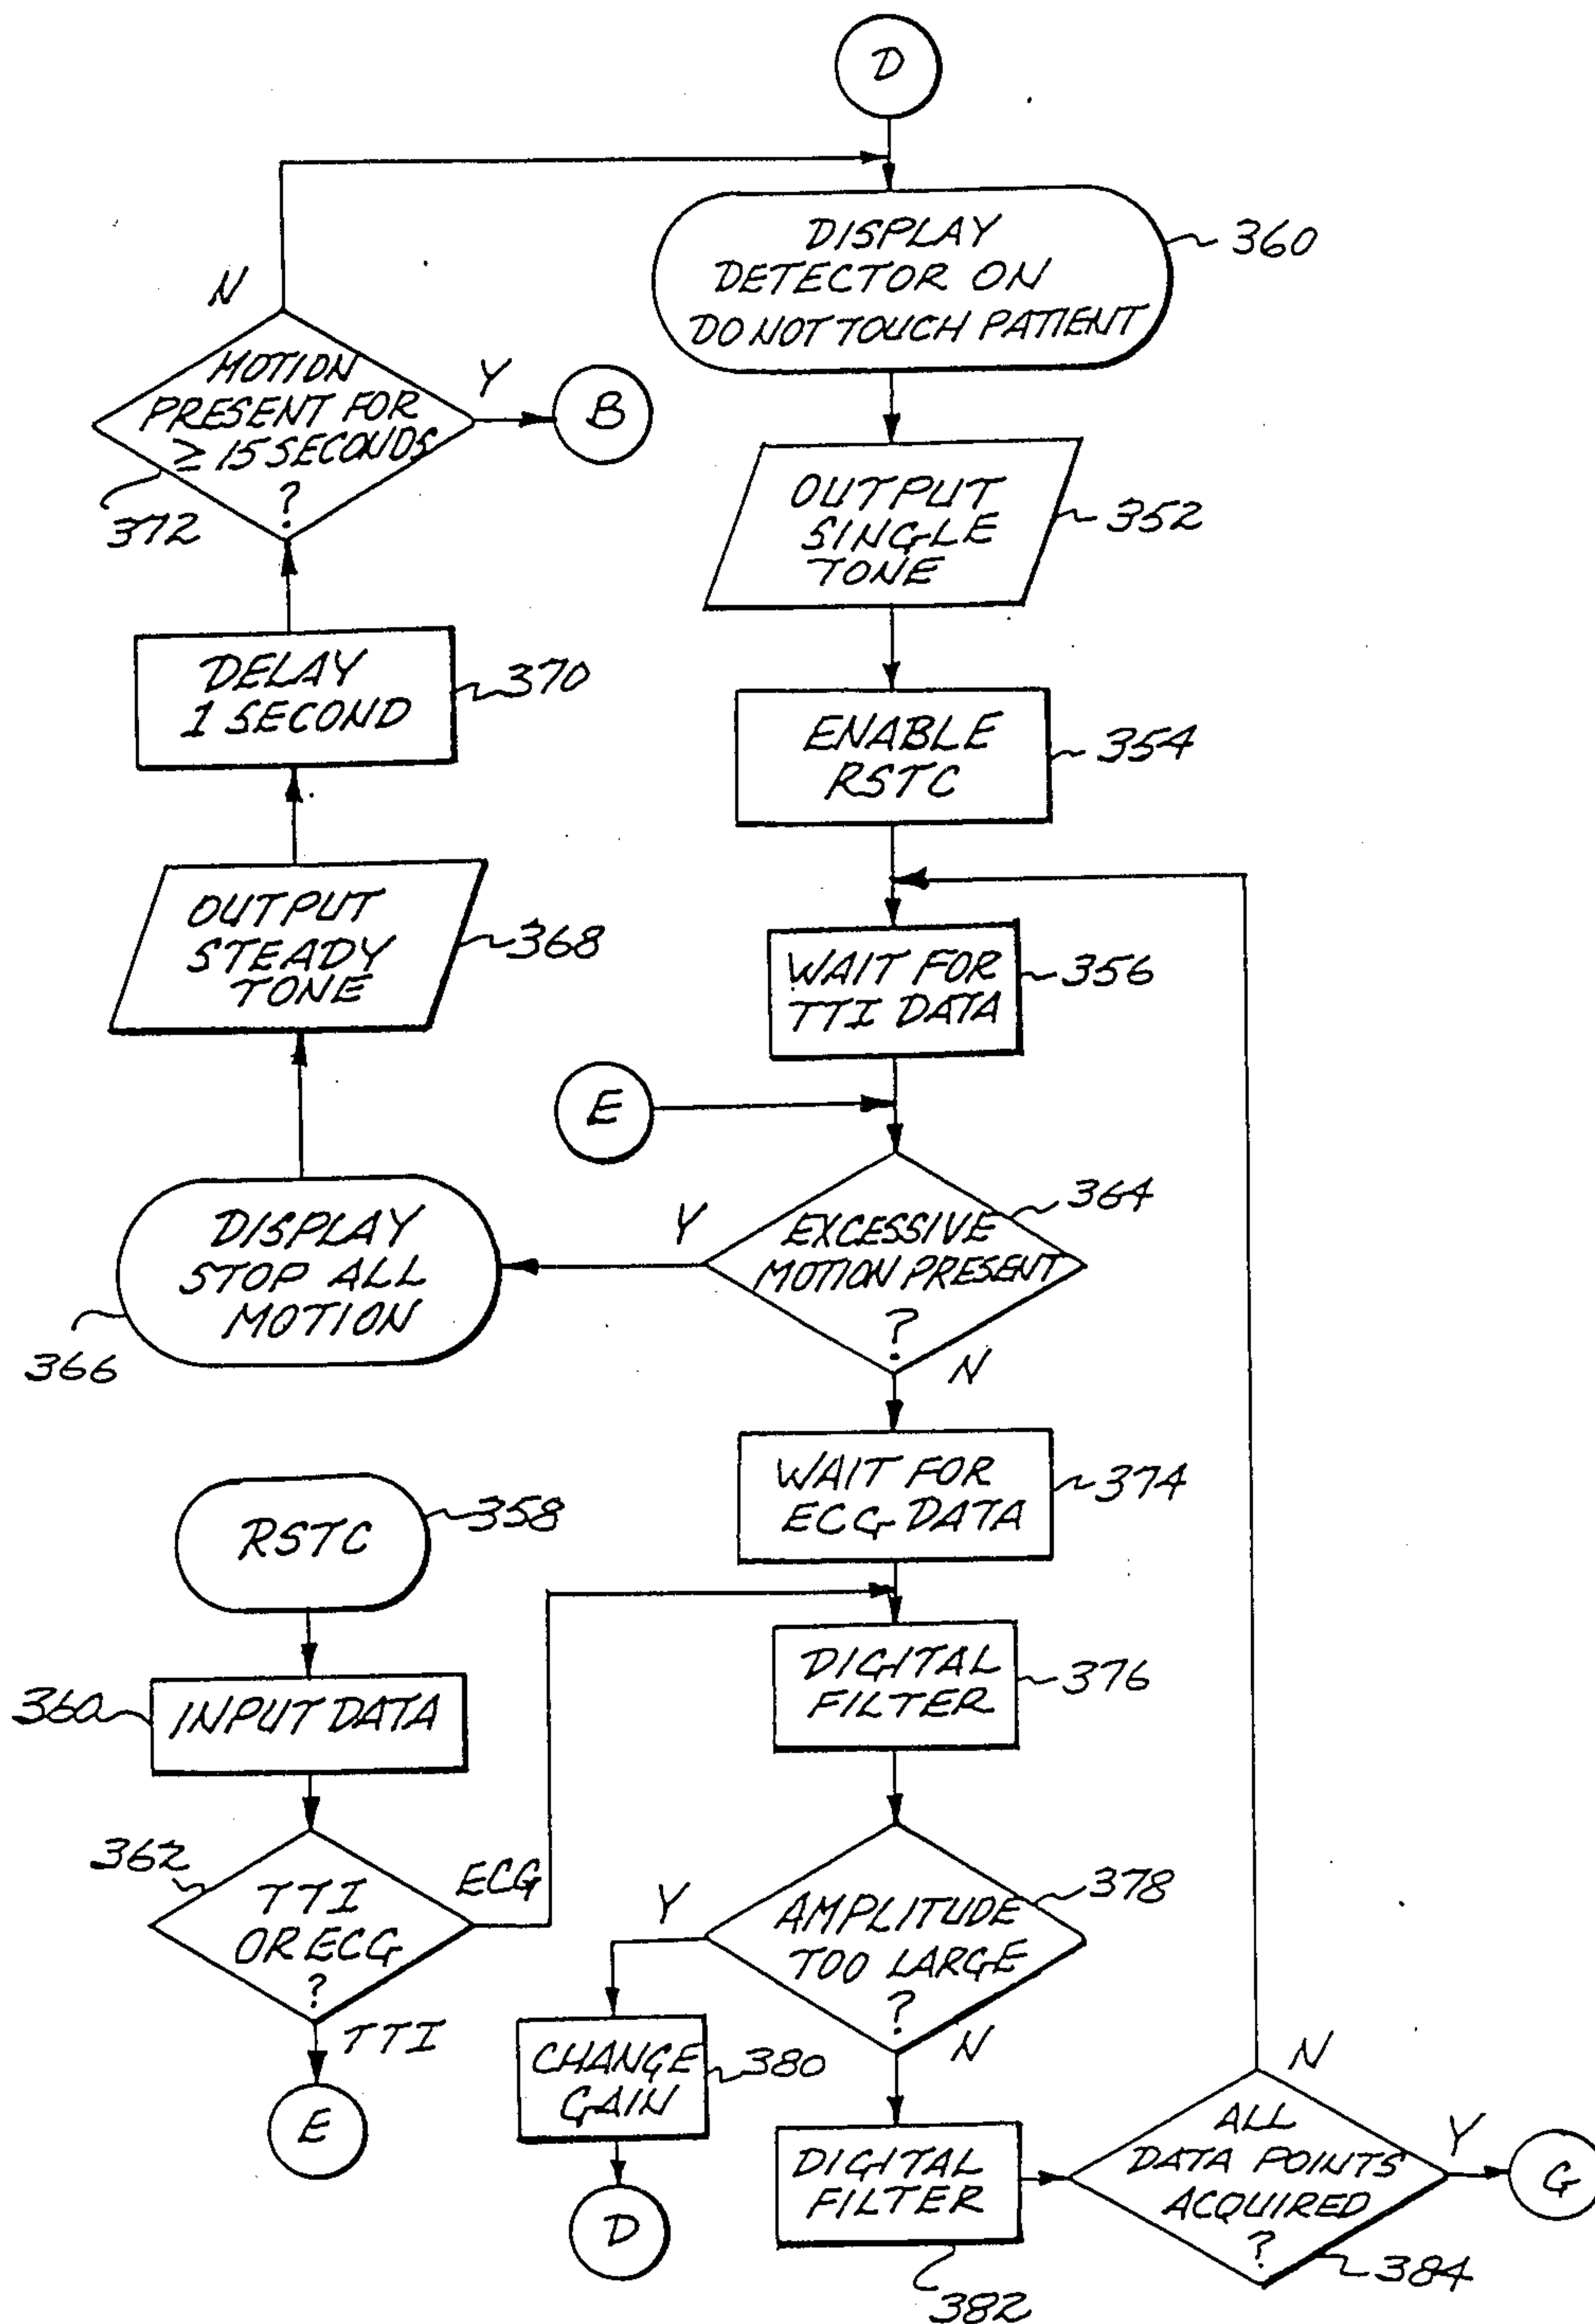 D
DISPLAY
DETECTOR ON
DO NOT TOUCH PATIENT
360
N
MOTION
PRESENT FOR
≥ 15 SECONDS
?
372
Y
B
OUTPUT
SINGLE
TONE
352
DELAY
1 SECOND
370
ENABLE
RSTC
354
OUTPUT
STEADY
TONE
368
WAIT FOR
TTI DATA
356
E
EXCESSIVE
MOTION PRESENT
?
364
Y
N
DISPLAY
STOP ALL
MOTION
366
WAIT FOR
ECG DATA
374
RSTC
358
INPUT DATA
360
DIGITAL
FILTER
376
TTI
OR ECG
?
362
ECG
TTI
E
AMPLITUDE
TOO LARGE
?
378
Y
N
CHANGE
GAIN
380
D
DIGITAL
FILTER
382
ALL
DATA POINTS
ACQUIRED
?
384
N
Y
G